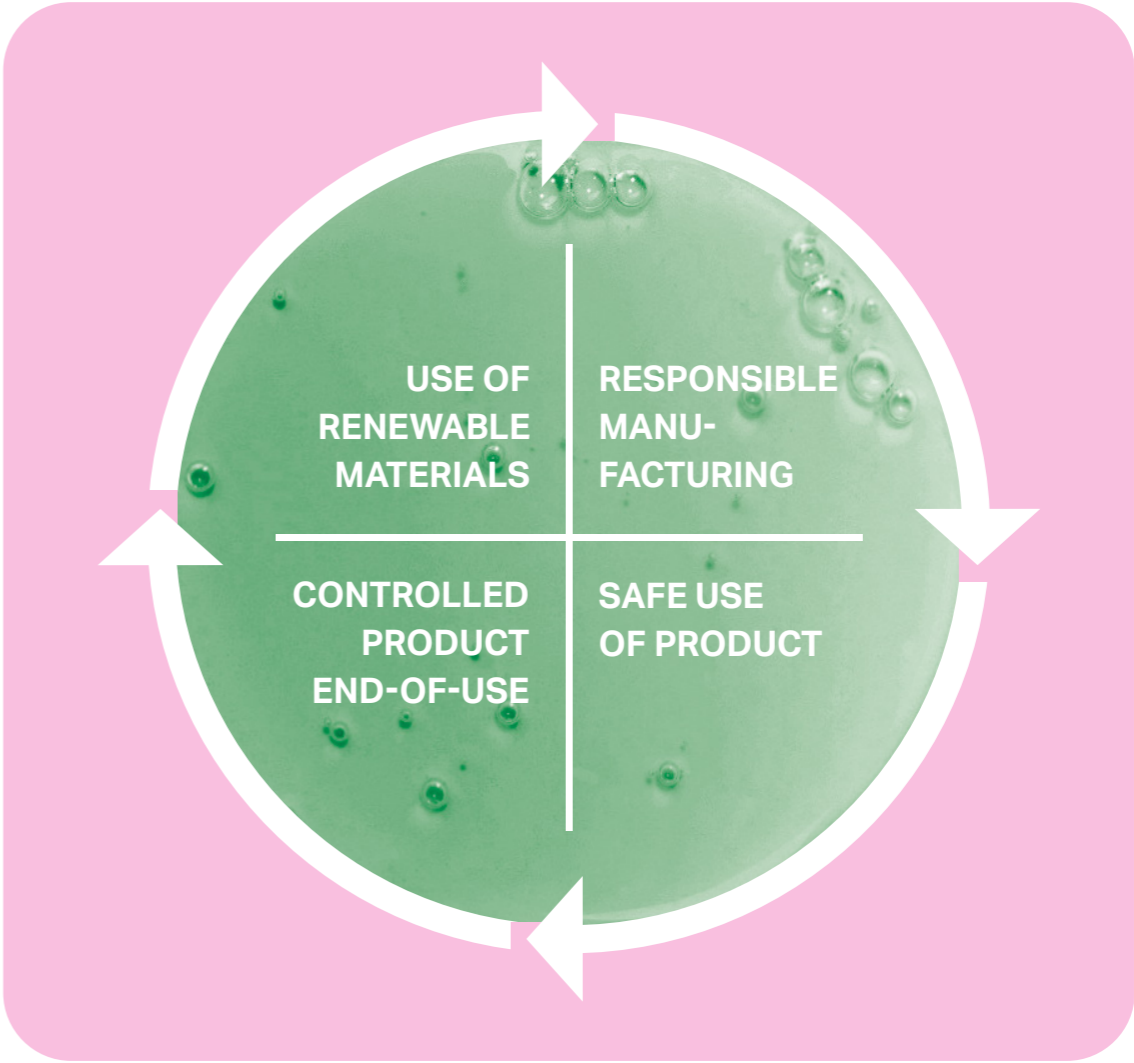 USE OF
RENEWABLE
MATERIALS
RESPONSIBLE
MANU-
FACTURING
CONTROLLED
PRODUCT
END-OF-USE
SAFE USE
OF PRODUCT